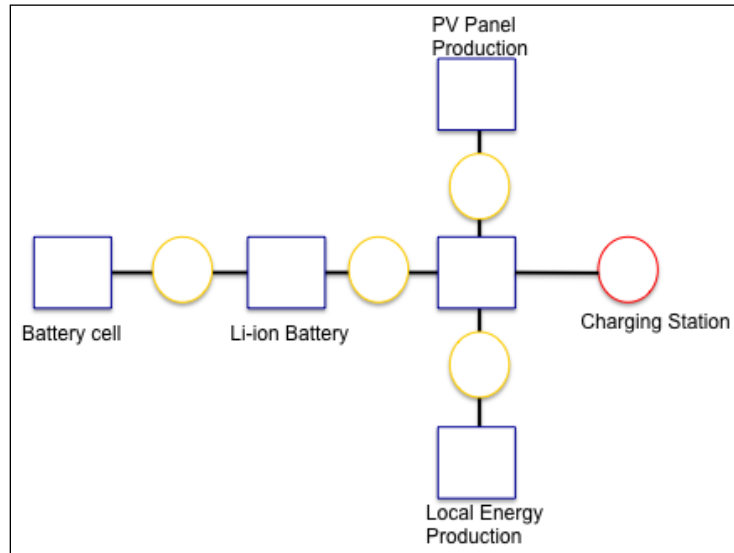 PV Panel
Production
Battery cell
Li-ion Battery
Charging Station
Local Energy
Production